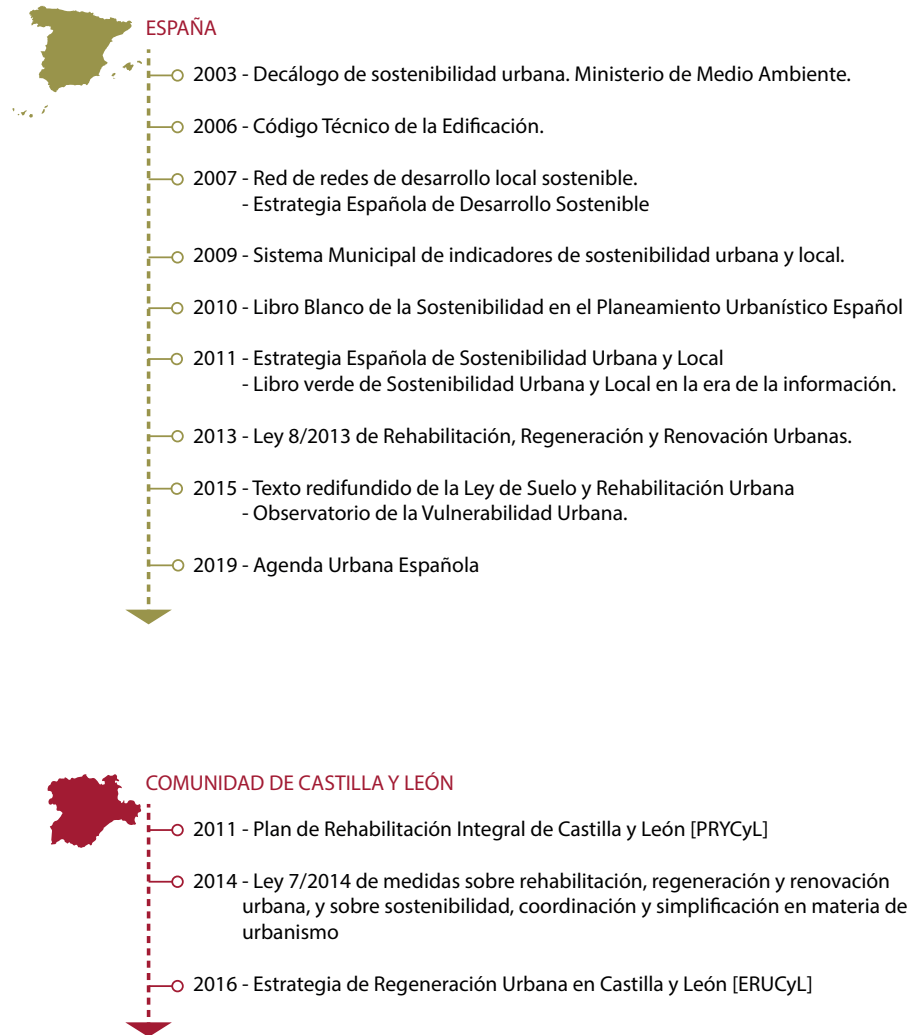 ESPAÑA
2003 - Decálogo de sostenibilidad urbana. Ministerio de Medio Ambiente.
2006 - Código Técnico de la Edificación.
2007 - Red de redes de desarrollo local sostenible.
- Estrategia Española de Desarrollo Sostenible
2009 - Sistema Municipal de indicadores de sostenibilidad urbana y local.
2010 - Libro Blanco de la Sostenibilidad en el Planeamiento Urbanístico Español
2011 - Estrategia Española de Sostenibilidad Urbana y Local
- Libro verde de Sostenibilidad Urbana y Local en la era de la información.
2013 - Ley 8/2013 de Rehabilitación, Regeneración y Renovación Urbanas.
2015 - Texto redifundido de la Ley de Suelo y Rehabilitación Urbana
- Observatorio de la Vulnerabilidad Urbana.
2019 - Agenda Urbana Española
COMUNIDAD DE CASTILLA Y LEÓN
2011 - Plan de Rehabilitación Integral de Castilla y León [PRYCyL]
2014 - Ley 7/2014 de medidas sobre rehabilitación, regeneración y renovación
urbana, y sobre sostenibilidad, coordinación y simplificación en materia de
urbanismo
2016 - Estrategia de Regeneración Urbana en Castilla y León [ERUCyL]